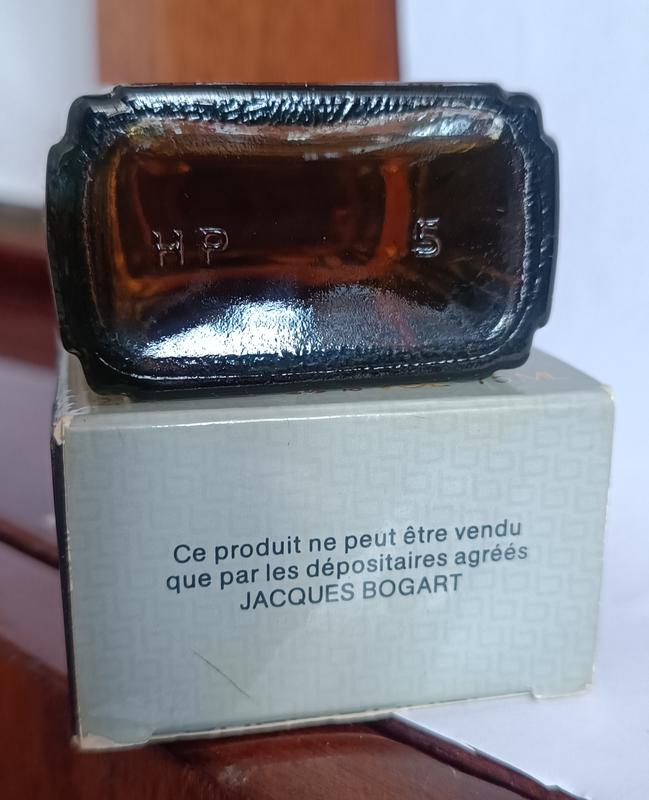 HP 5
Ce produit ne peut être vendu
que par les dépositaires agréés
JACQUES BOGART